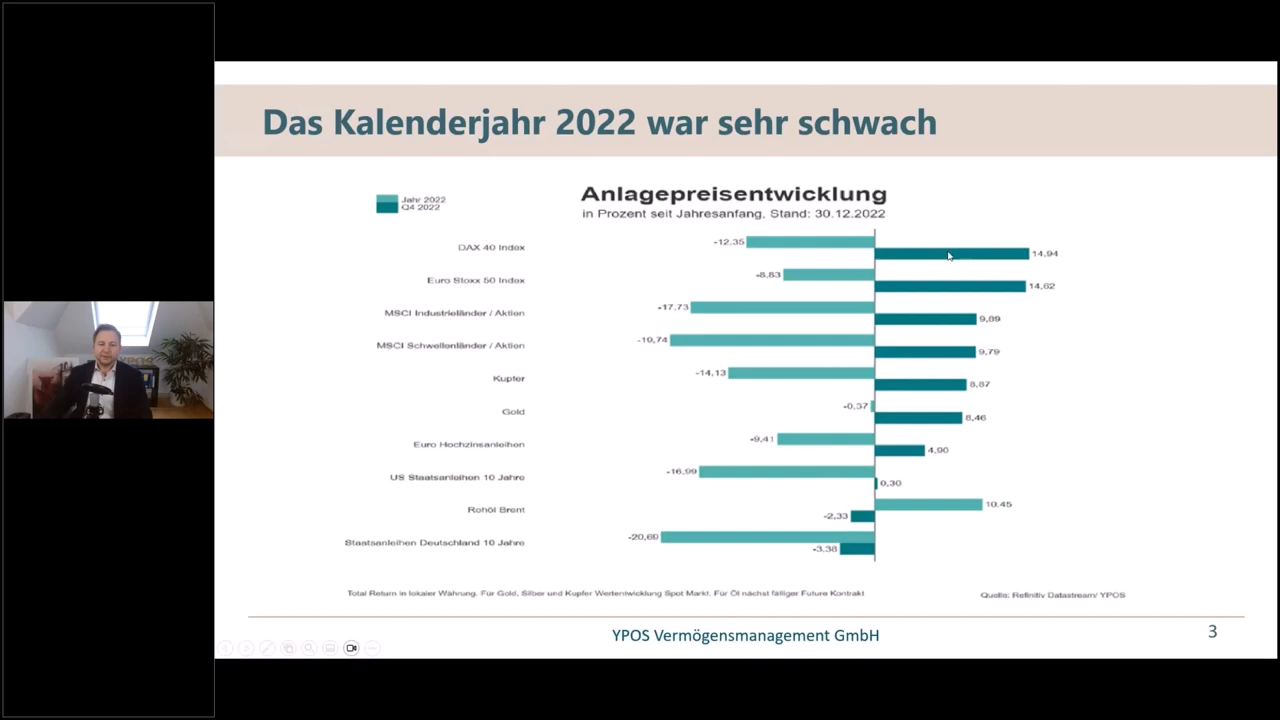 Das Kalenderjahr 2022 war sehr schwach
Jahr 2022
Q4 2022
Anlagepreisentwicklung
in Prozent seit Jahresanfang, Stand: 30.12.2022
DAX 40 Index -12,35 14,94
Euro Stoxx 50 Index -8,83 14,62
MSCI Industrieländer / Aktien -17,73 9,89
MSCI Schwellenländer / Aktien -19,74 9,79
Kupfer -14,13 8,87
Gold -0,37 8,46
Euro Hochzinsanleihen -9,41 4,90
US Staatsanleihen 10 Jahre -16,99 0,30
Rohöl Brent -2,33 10,45
Staatsanleihen Deutschland 10 Jahre -20,69 -3,38
Total Return in lokaler Währung. Für Gold, Silber und Kupfer Wertentwicklung Spot Markt. Für Öl nächst fälliger Future Kontrakt
Quelle: Refinitiv Datastream/ YPOS
YPOS Vermögensmanagement GmbH
3